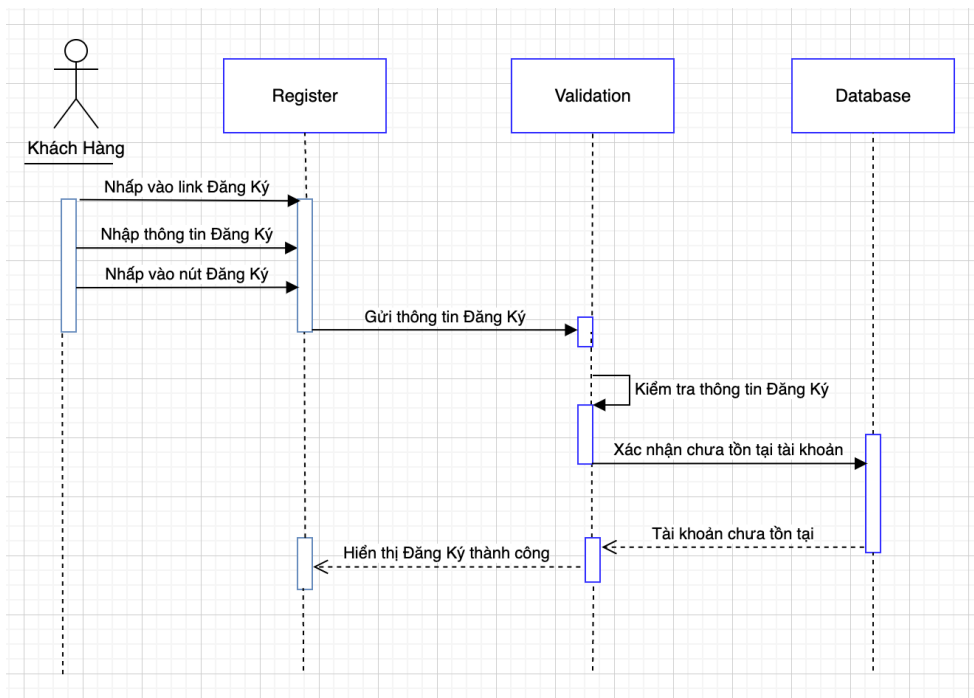 Register
Validation
Database
Khách Hàng
Nhấp vào link Đăng Ký
Nhập thông tin Đăng Ký
Nhấp vào nút Đăng Ký
Gửi thông tin Đăng Ký
Kiểm tra thông tin Đăng Ký
Xác nhận chưa tồn tại tài khoản
Tài khoản chưa tồn tại
Hiển thị Đăng Ký thành công